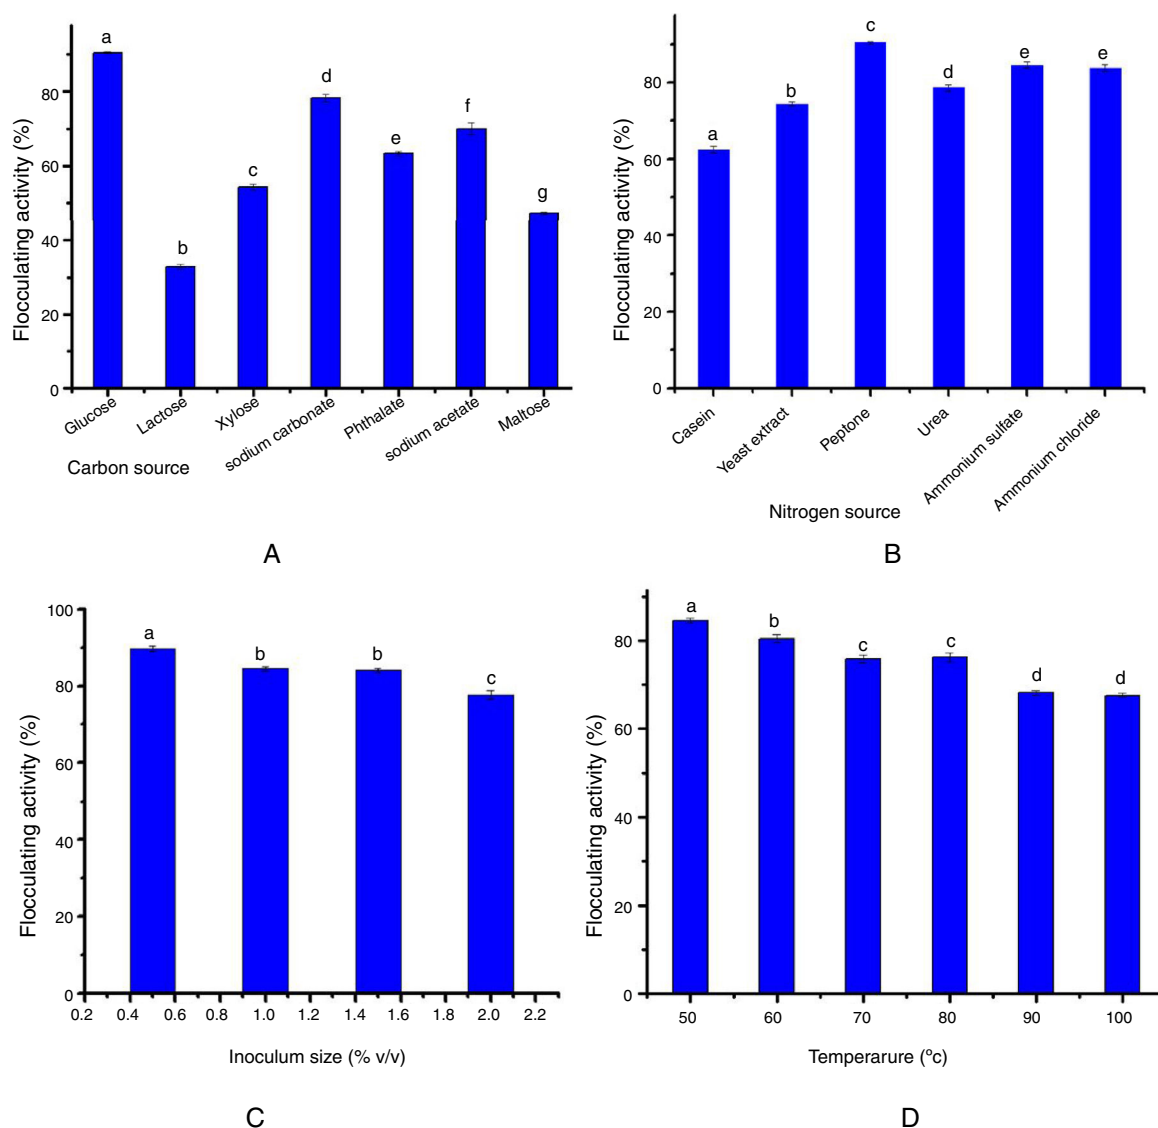 a
b
c
d
e
f
g
80
60
40
20
0
Flocculating activity (%)
Glucose
Lactose
Xylose
sodium carbonate
Phthalate
sodium acetate
Maltose
Carbon source
A
a
b
c
d
e
e
80
60
40
20
0
Flocculating activity (%)
Casein
Yeast extract
Peptone
Urea
Ammonium sulfate
Ammonium chloride
Nitrogen source
B
a
b
b
c
100
80
60
40
20
0
Flocculating activity (%)
0.2 0.4 0.6 0.8 1.0 1.2 1.4 1.6 1.8 2.0 2.2
Inoculum size (% v/v)
C
a
b
c
c
d
d
80
60
40
20
0
Flocculating activity (%)
50 60 70 80 90 100
Temperarure (ºc)
D